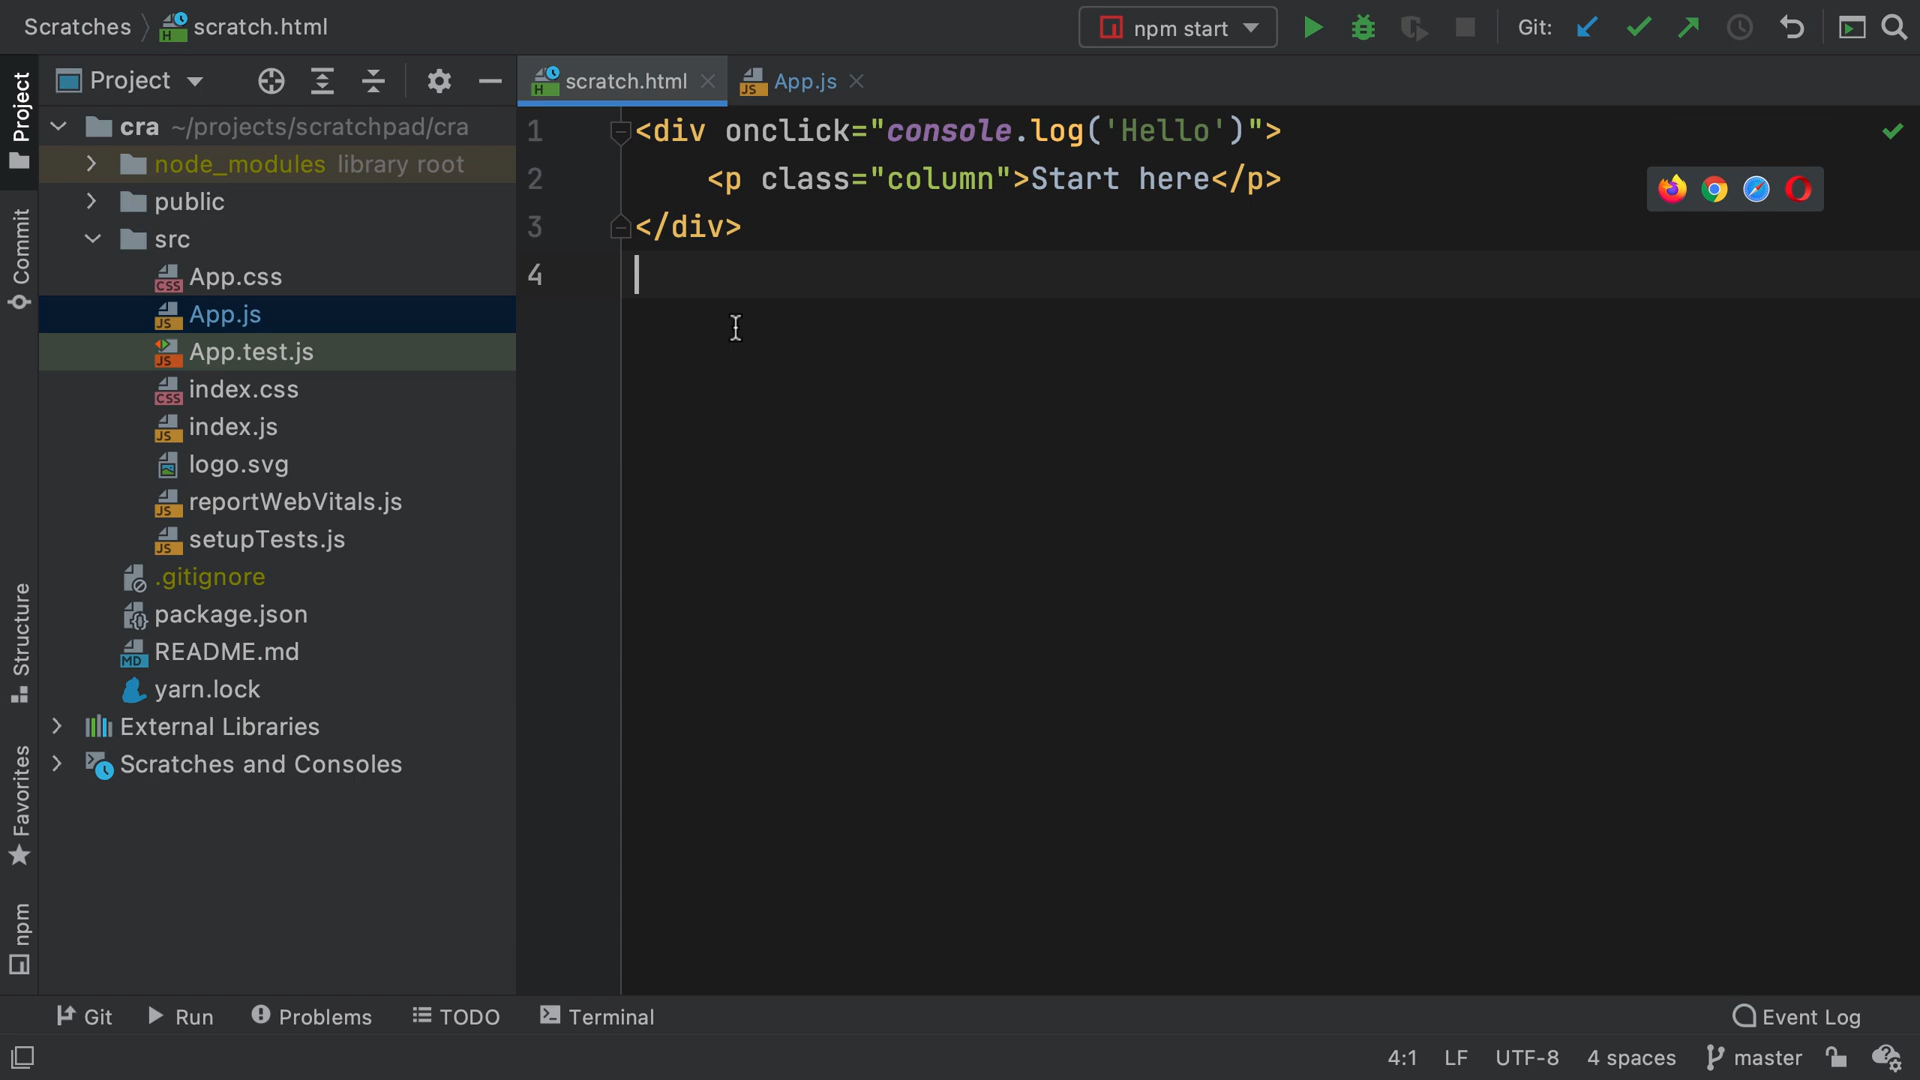 Scratches scratch.html npm start Git:
Project scratch.html App.js
Project
Commit
Structure
Favorites
npm
cra ~/projects/scratchpad/cra
node_modules library root
public
src
App.css
App.js
App.test.js
index.css
index.js
logo.svg
reportWebVitals.js
setupTests.js
.gitignore
package.json
README.md
yarn.lock
External Libraries
Scratches and Consoles
1 <div onclick="console.log('Hello')">
2 <p class="column">Start here</p>
3 </div>
4
Git Run Problems TODO Terminal Event Log
4:1 LF UTF-8 4 spaces master